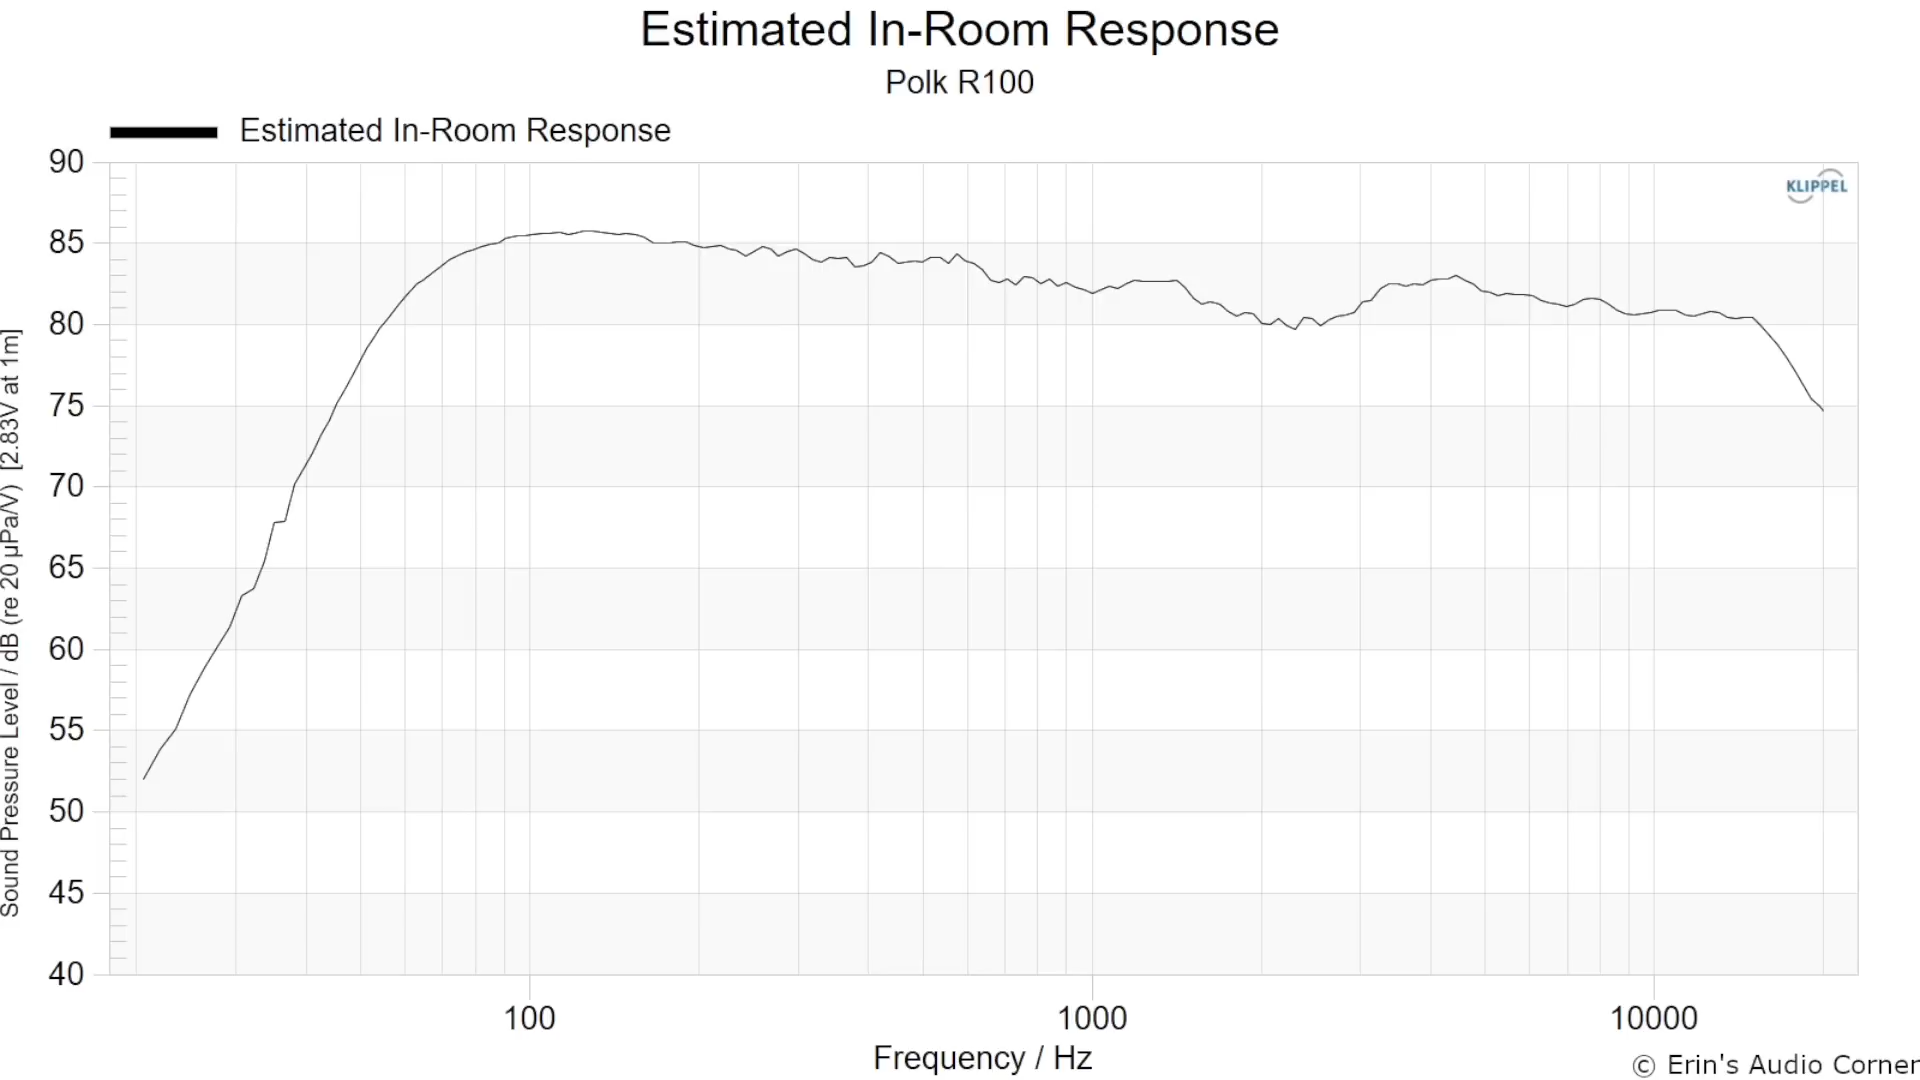 Estimated In-Room Response
Polk R100
Estimated In-Room Response
90
85
80
75
70
65
60
55
50
45
40
Sound Pressure Level / dB (re 20 µPa/V) [2.83V at 1m]
KLIPPEL
100
1000
10000
Frequency / Hz
© Erin's Audio Corner